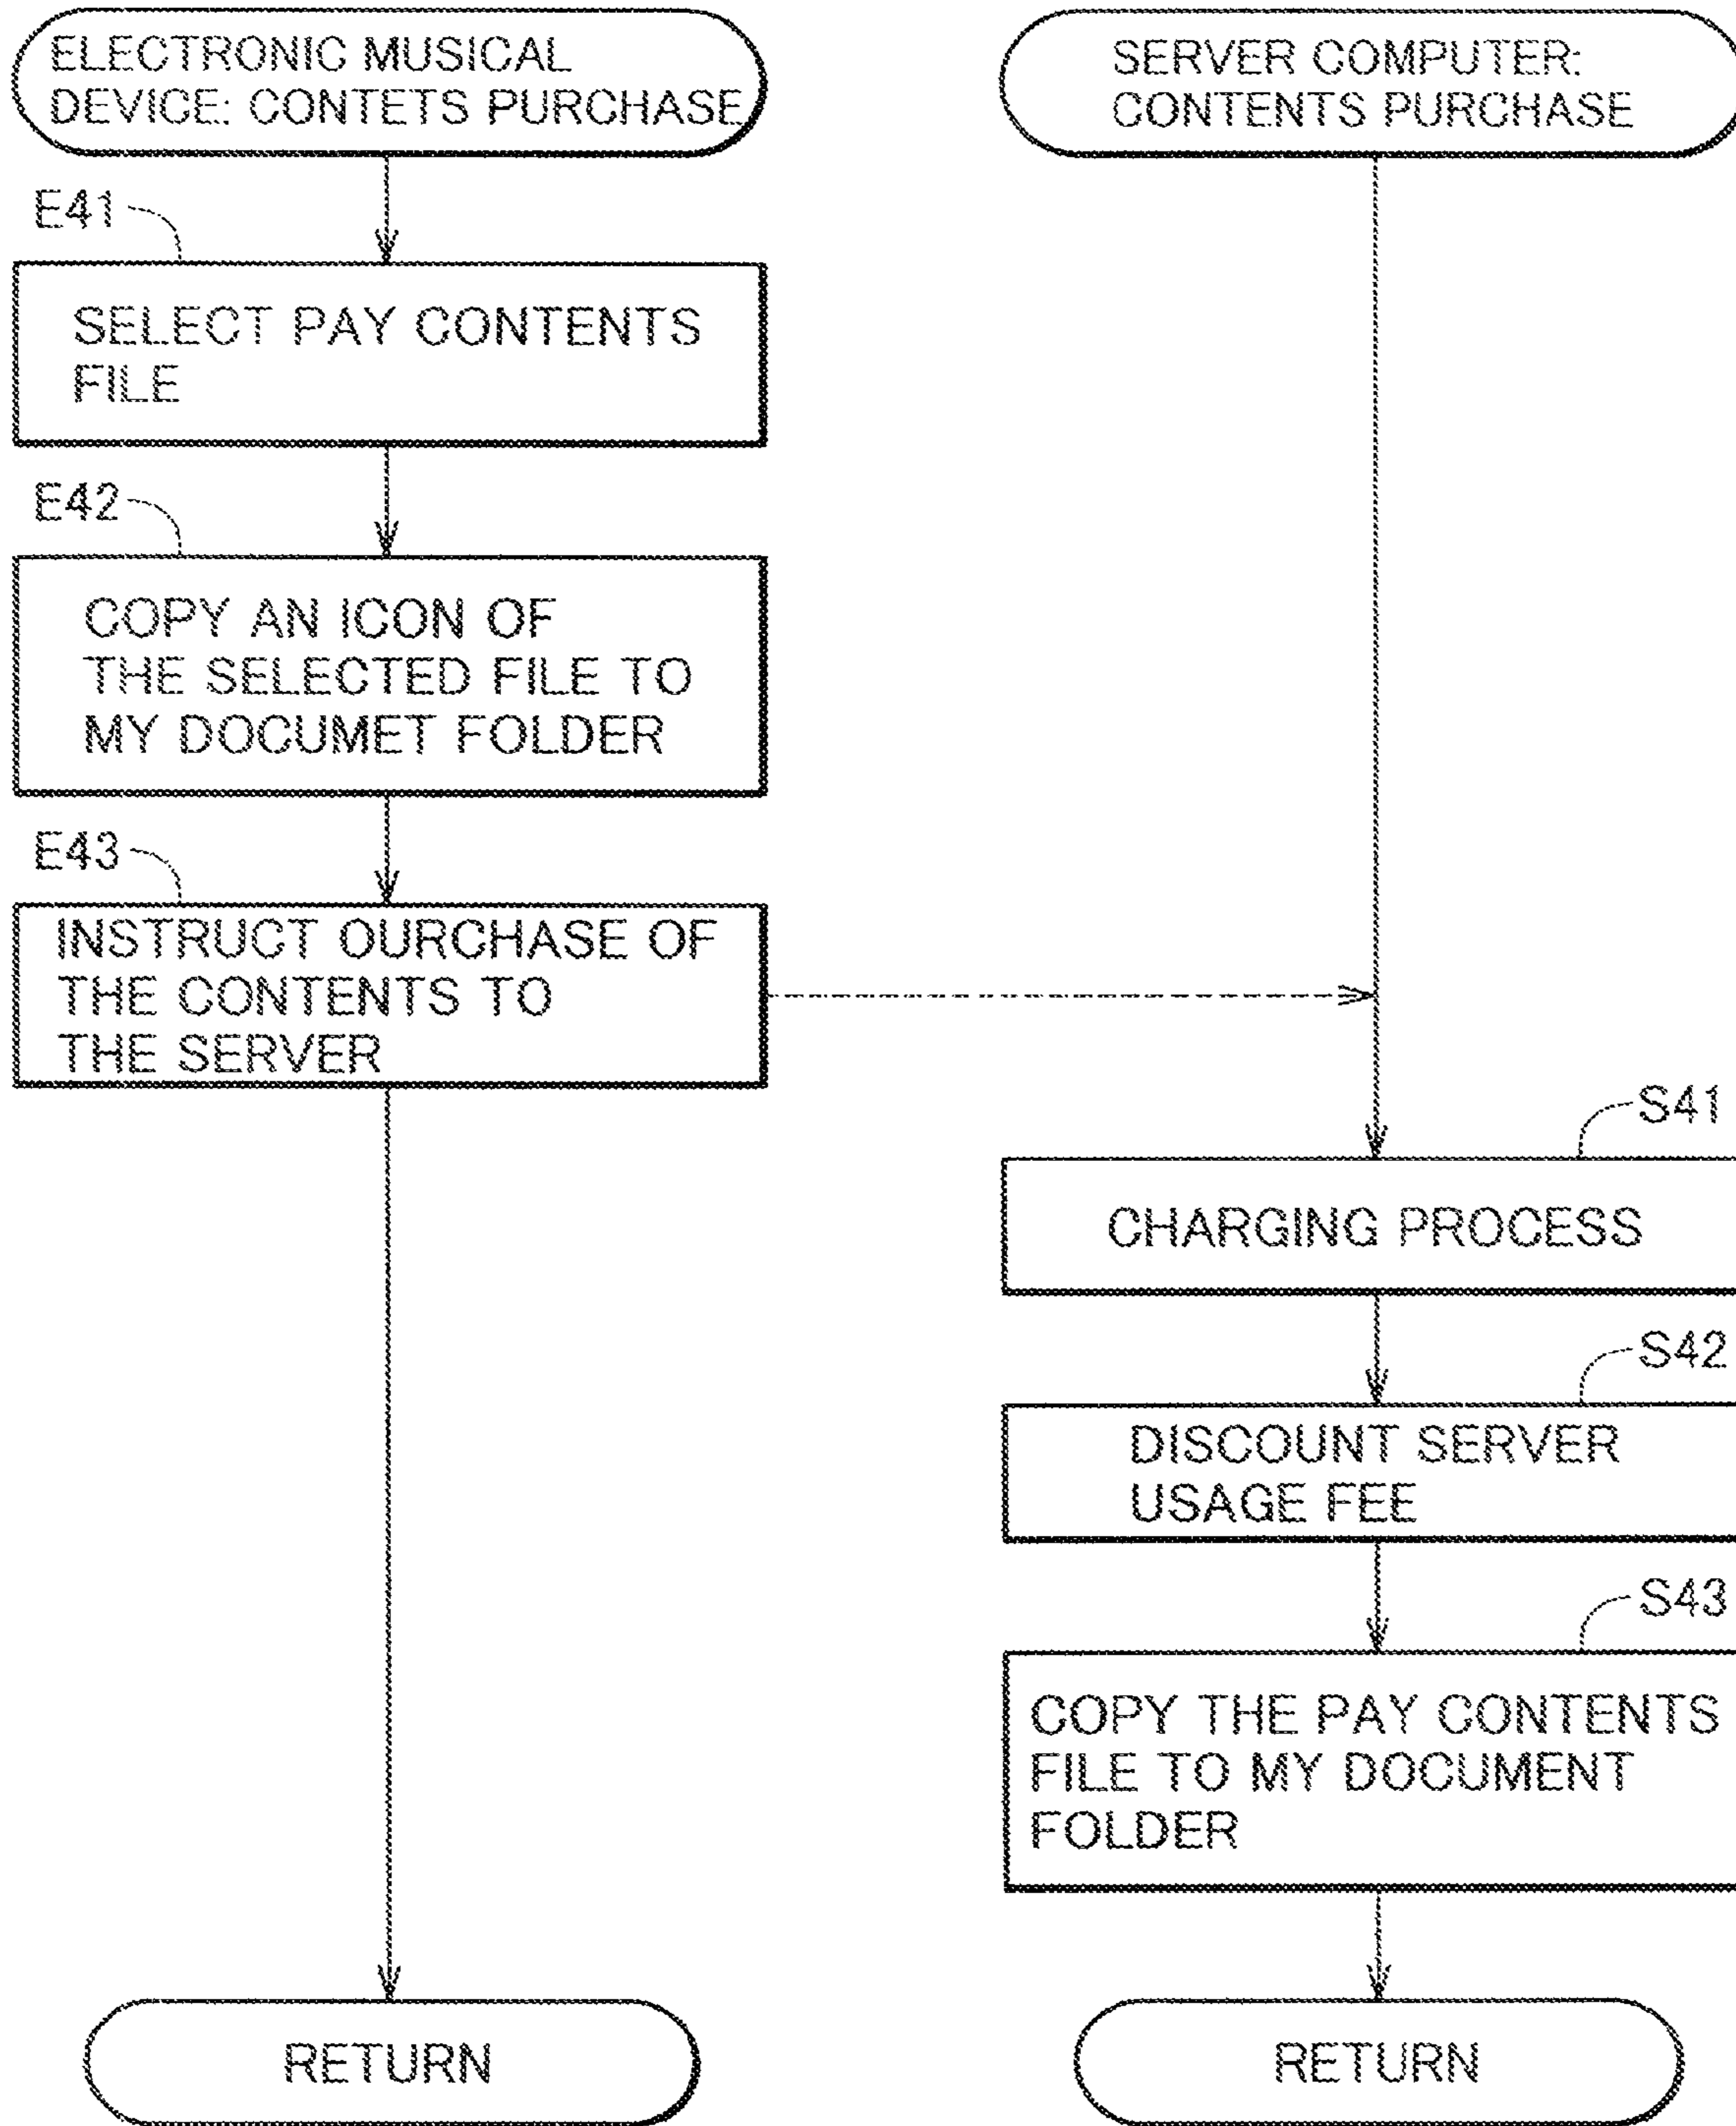 ELECTRONIC MUSICAL
DEVICE: CONTETS PURCHASE
E41
SELECT PAY CONTENTS
FILE
E42
COPY AN ICON OF
THE SELECTED FILE TO
MY DOCUMET FOLDER
E43
INSTRUCT OURCHASE OF
THE CONTENTS TO
THE SERVER
RETURN
SERVER COMPUTER:
CONTENTS PURCHASE
S41
CHARGING PROCESS
S42
DISCOUNT SERVER
USAGE FEE
S43
COPY THE PAY CONTENTS
FILE TO MY DOCUMENT
FOLDER
RETURN